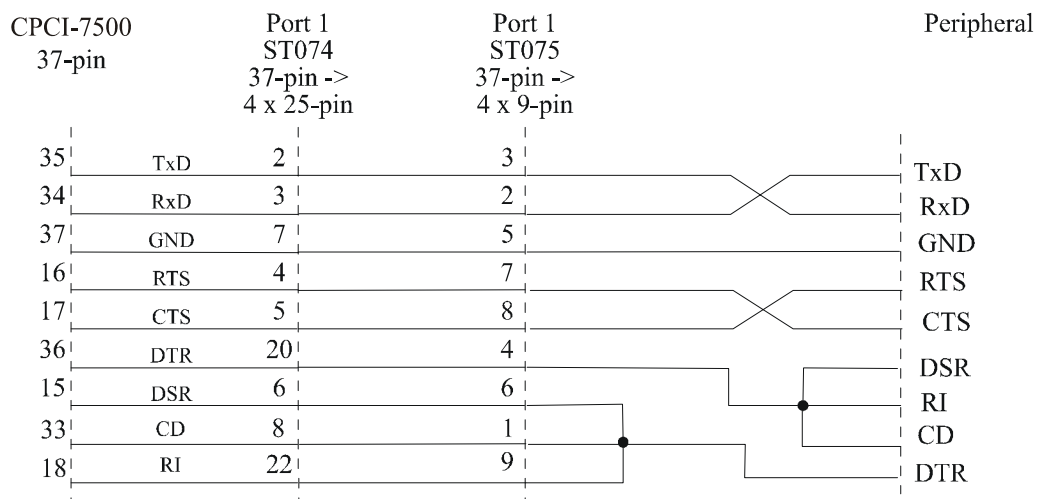 CPCI-7500
37-pin
Port 1
ST074
37-pin ->
4 x 25-pin
Port 1
ST075
37-pin ->
4 x 9-pin
Peripheral
35 TxD 2 3 TxD
34 RxD 3 2 RxD
37 GND 7 5 GND
16 RTS 4 7 RTS
17 CTS 5 8 CTS
36 DTR 20 4 DSR
15 DSR 6 6 RI
33 CD 8 1 CD
18 RI 22 9 DTR